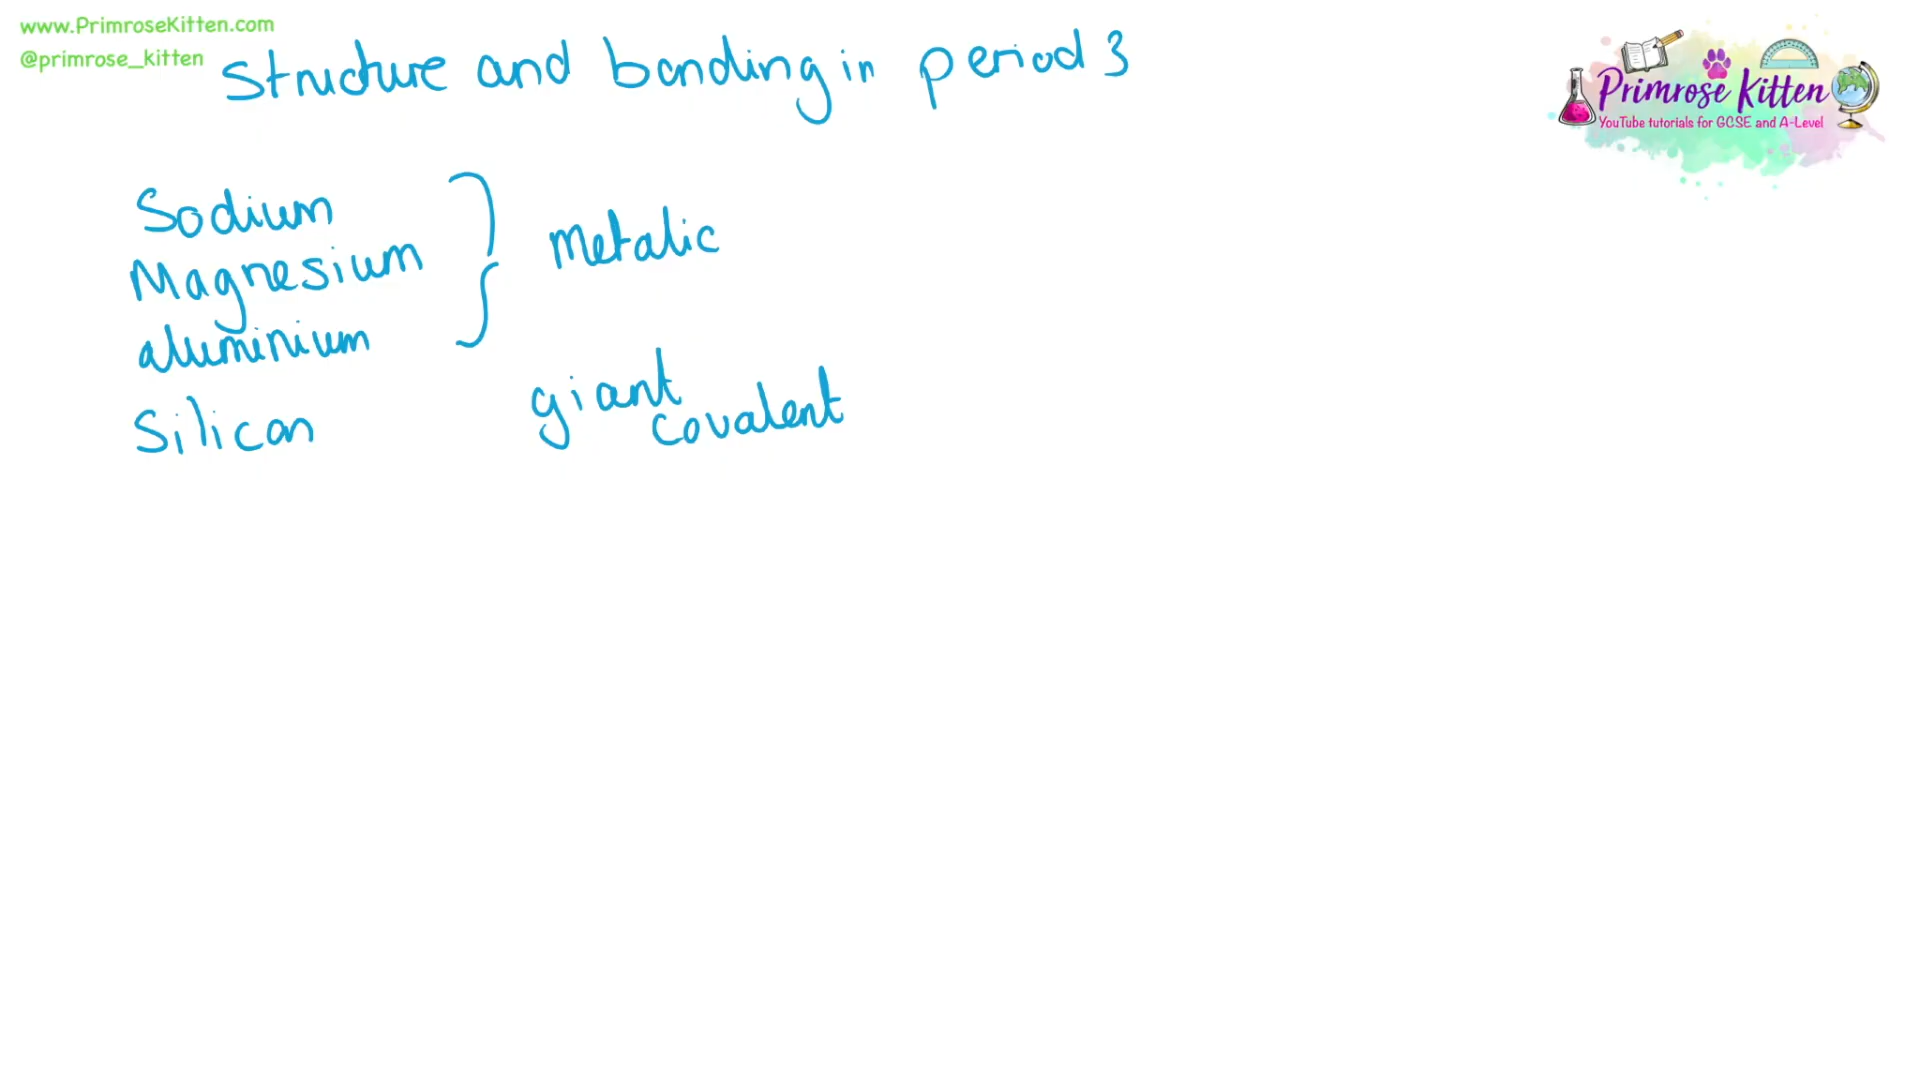 www.PrimroseKitten.com
@primrose_kitten
Structure and bonding in period 3
Primrose Kitten
YouTube tutorials for GCSE and A-Level
Sodium
Magnesium
Metalic
aluminium
giant
covalent
Silicon